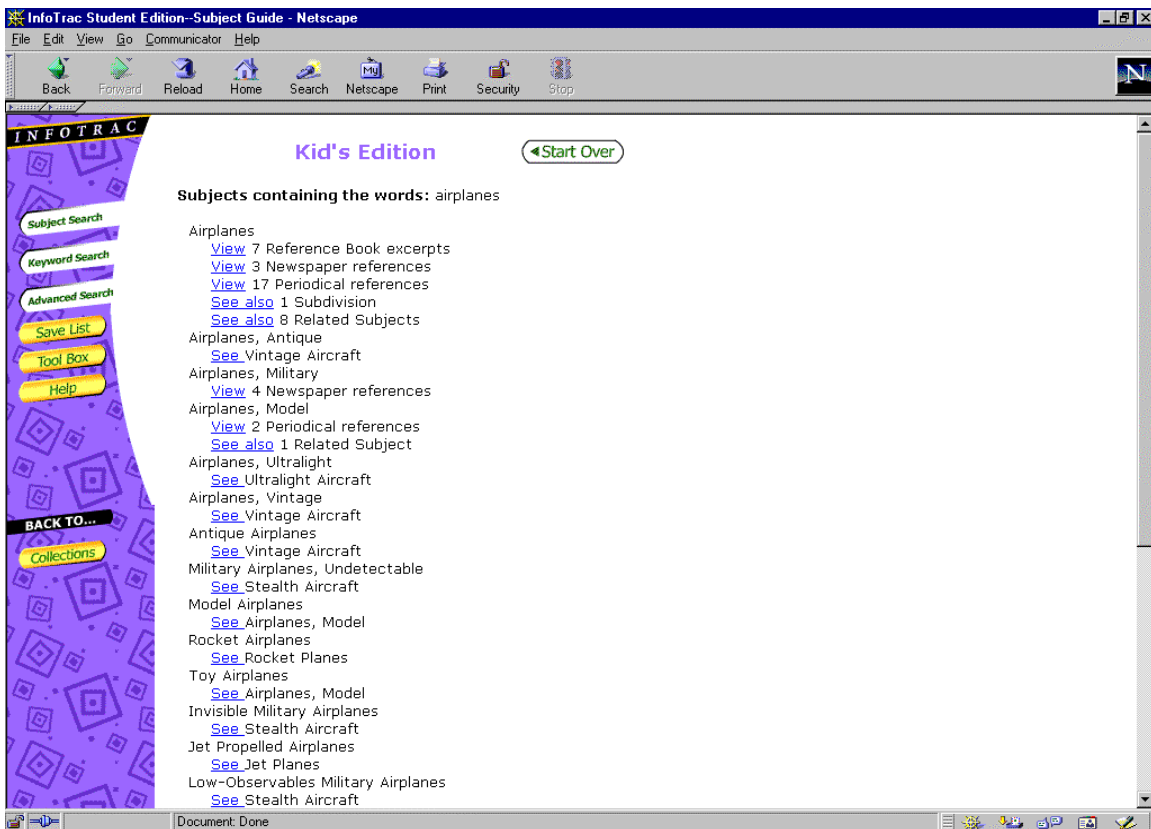 InfoTrac Student Edition--Subject Guide - Netscape
File Edit View Go Communicator Help
My
N
Back Forward Reload Home Search Netscape Print Security Stop
INFOTRAC
Kid's Edition
Start Over
Subjects containing the words: airplanes
Subject Search
Keyword Search
Advanced Search
Save List
Tool Box
Help
BACK TO...
Collections
Airplanes
View 7 Reference Book excerpts
View 3 Newspaper references
View 17 Periodical references
See also 1 Subdivision
See also 8 Related Subjects
Airplanes, Antique
See Vintage Aircraft
Airplanes, Military
View 4 Newspaper references
Airplanes, Model
View 2 Periodical references
See also 1 Related Subject
Airplanes, Ultralight
See Ultralight Aircraft
Airplanes, Vintage
See Vintage Aircraft
Antique Airplanes
See Vintage Aircraft
Military Airplanes, Undetectable
See Stealth Aircraft
Model Airplanes
See Airplanes, Model
Rocket Airplanes
See Rocket Planes
Toy Airplanes
See Airplanes, Model
Invisible Military Airplanes
See Stealth Aircraft
Jet Propelled Airplanes
See Jet Planes
Low-Observables Military Airplanes
See Stealth Aircraft
Document: Done